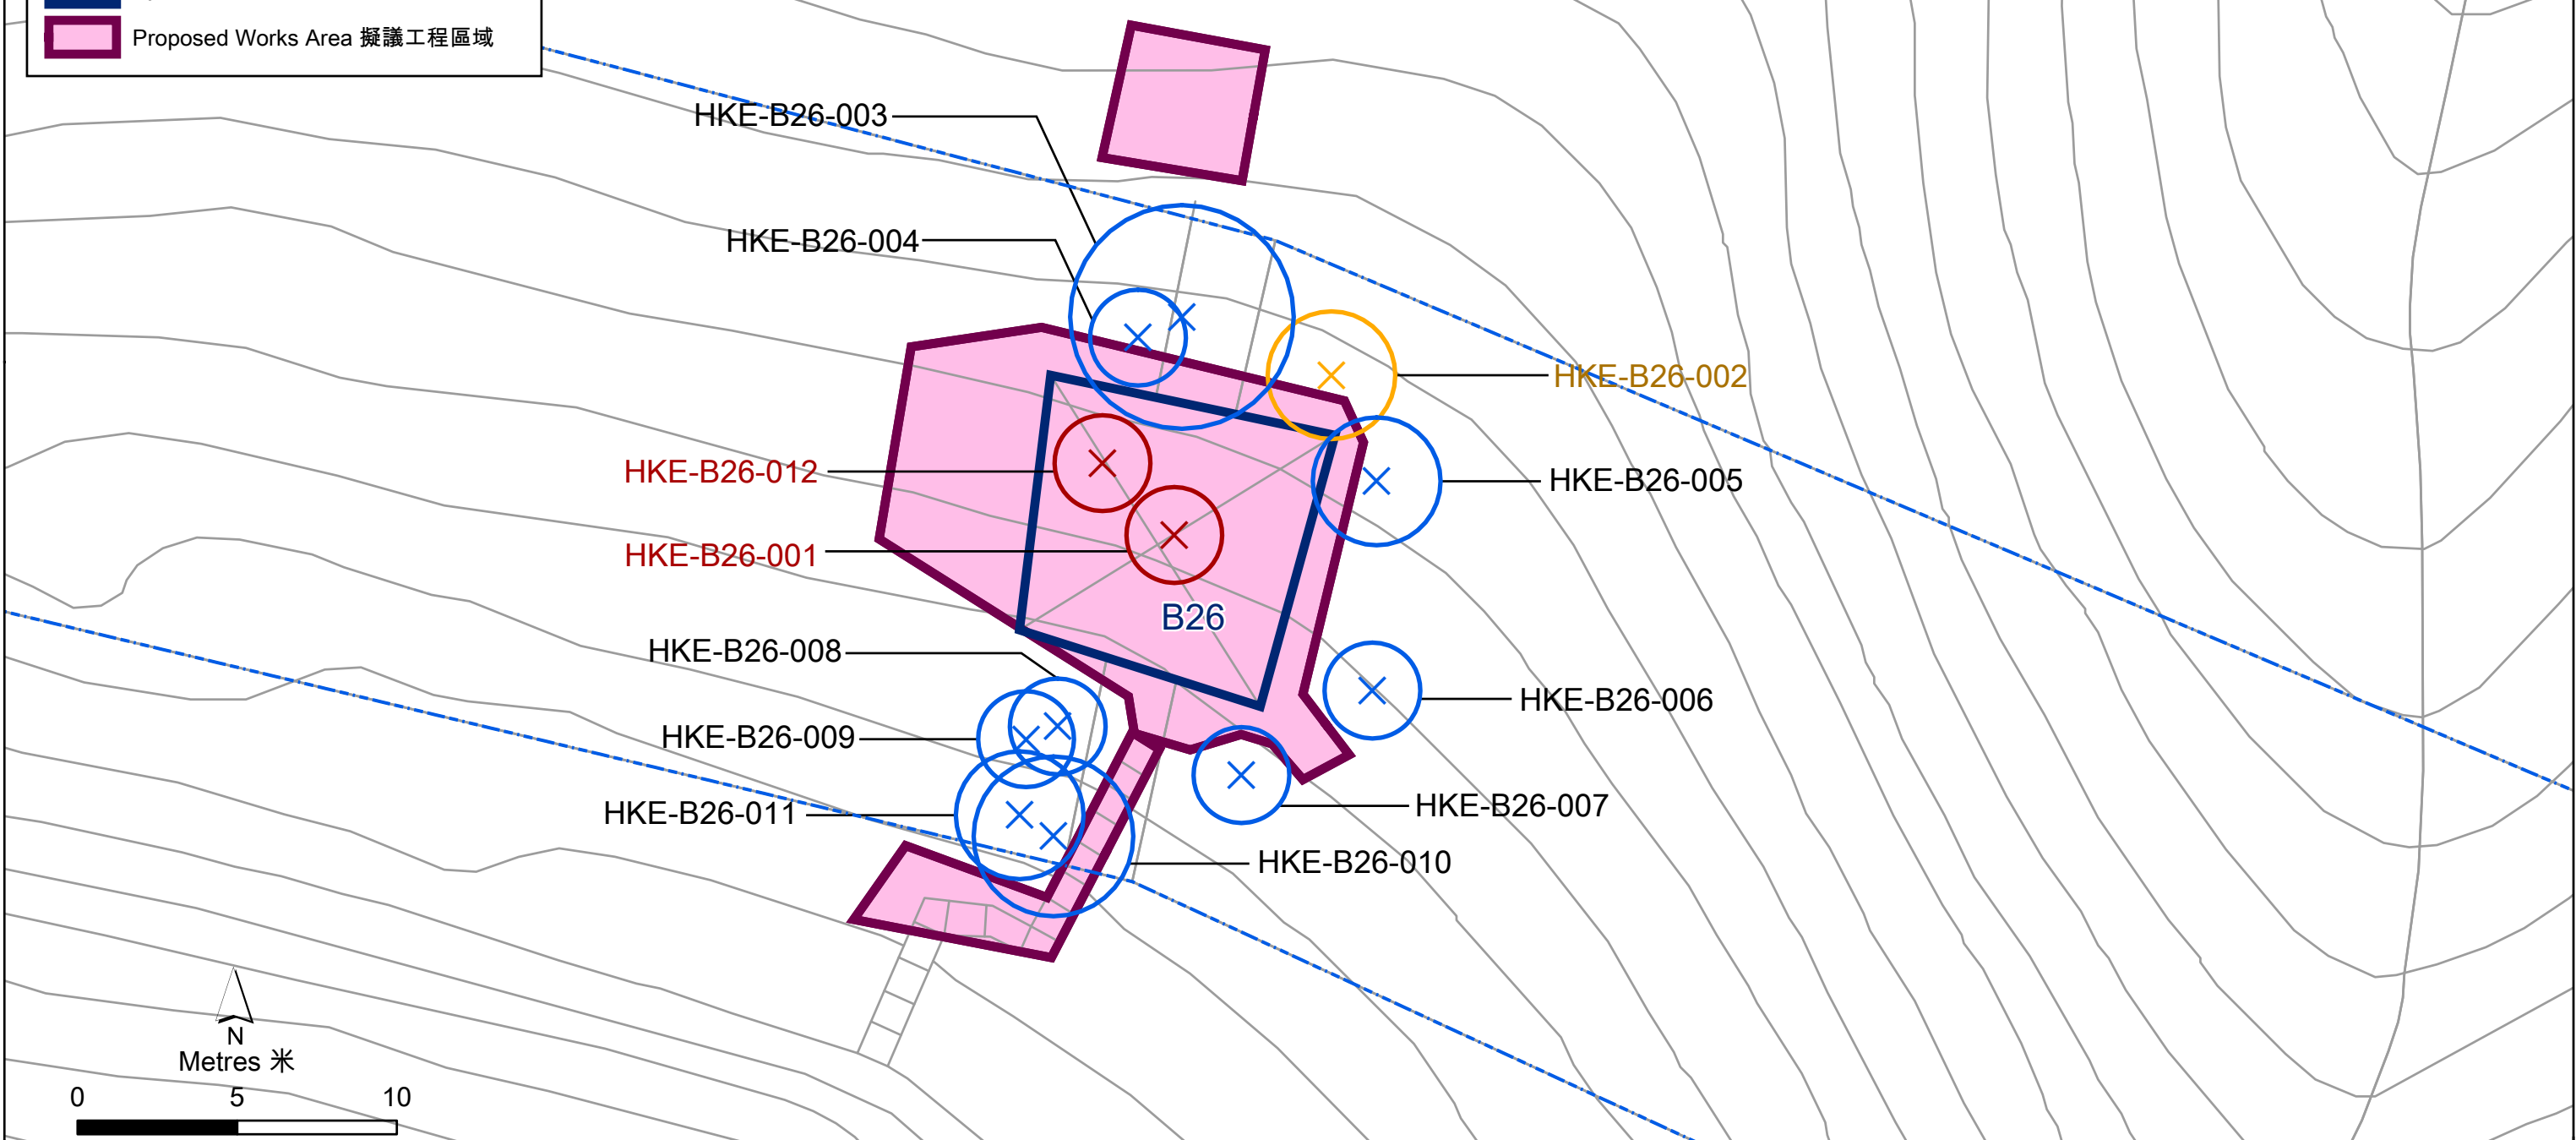 Proposed Works Area 擬議工程區域
HKE-B26-003
HKE-B26-004
HKE-B26-002
HKE-B26-012
HKE-B26-005
HKE-B26-001
B26
HKE-B26-008
HKE-B26-006
HKE-B26-009
HKE-B26-007
HKE-B26-011
HKE-B26-010
N
Metres 米
0 5 10